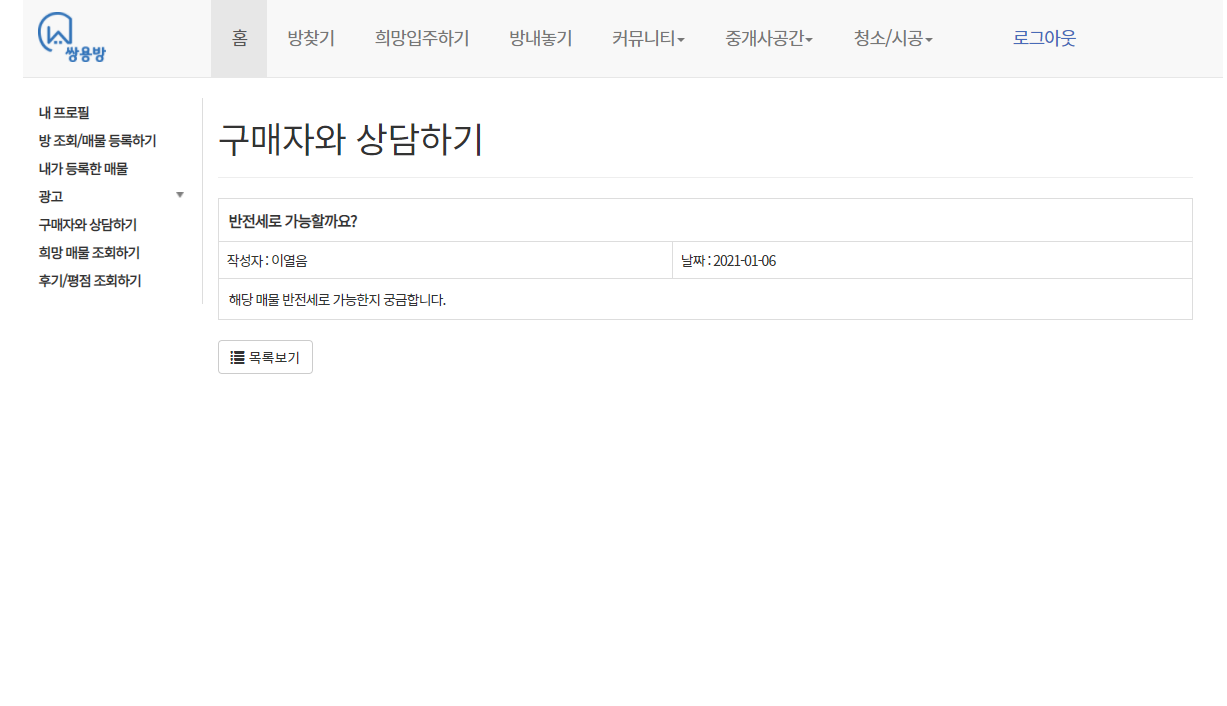 쌍용방
홈 방찾기 희망입주하기 방내놓기 커뮤니티 중개사공간 청소/시공 로그아웃
내 프로필
방 조회/매물 등록하기
내가 등록한 매물
광고
구매자와 상담하기
희망 매물 조회하기
후기/평점 조회하기
구매자와 상담하기
반전세로 가능할까요?
작성자 : 이열음 날짜 : 2021-01-06
해당 매물 반전세로 가능한지 궁금합니다.
목록보기